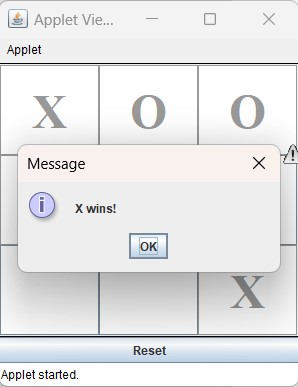 Applet Vie...
Applet
X O O
Message
X wins!
OK
X
Reset
Applet started.